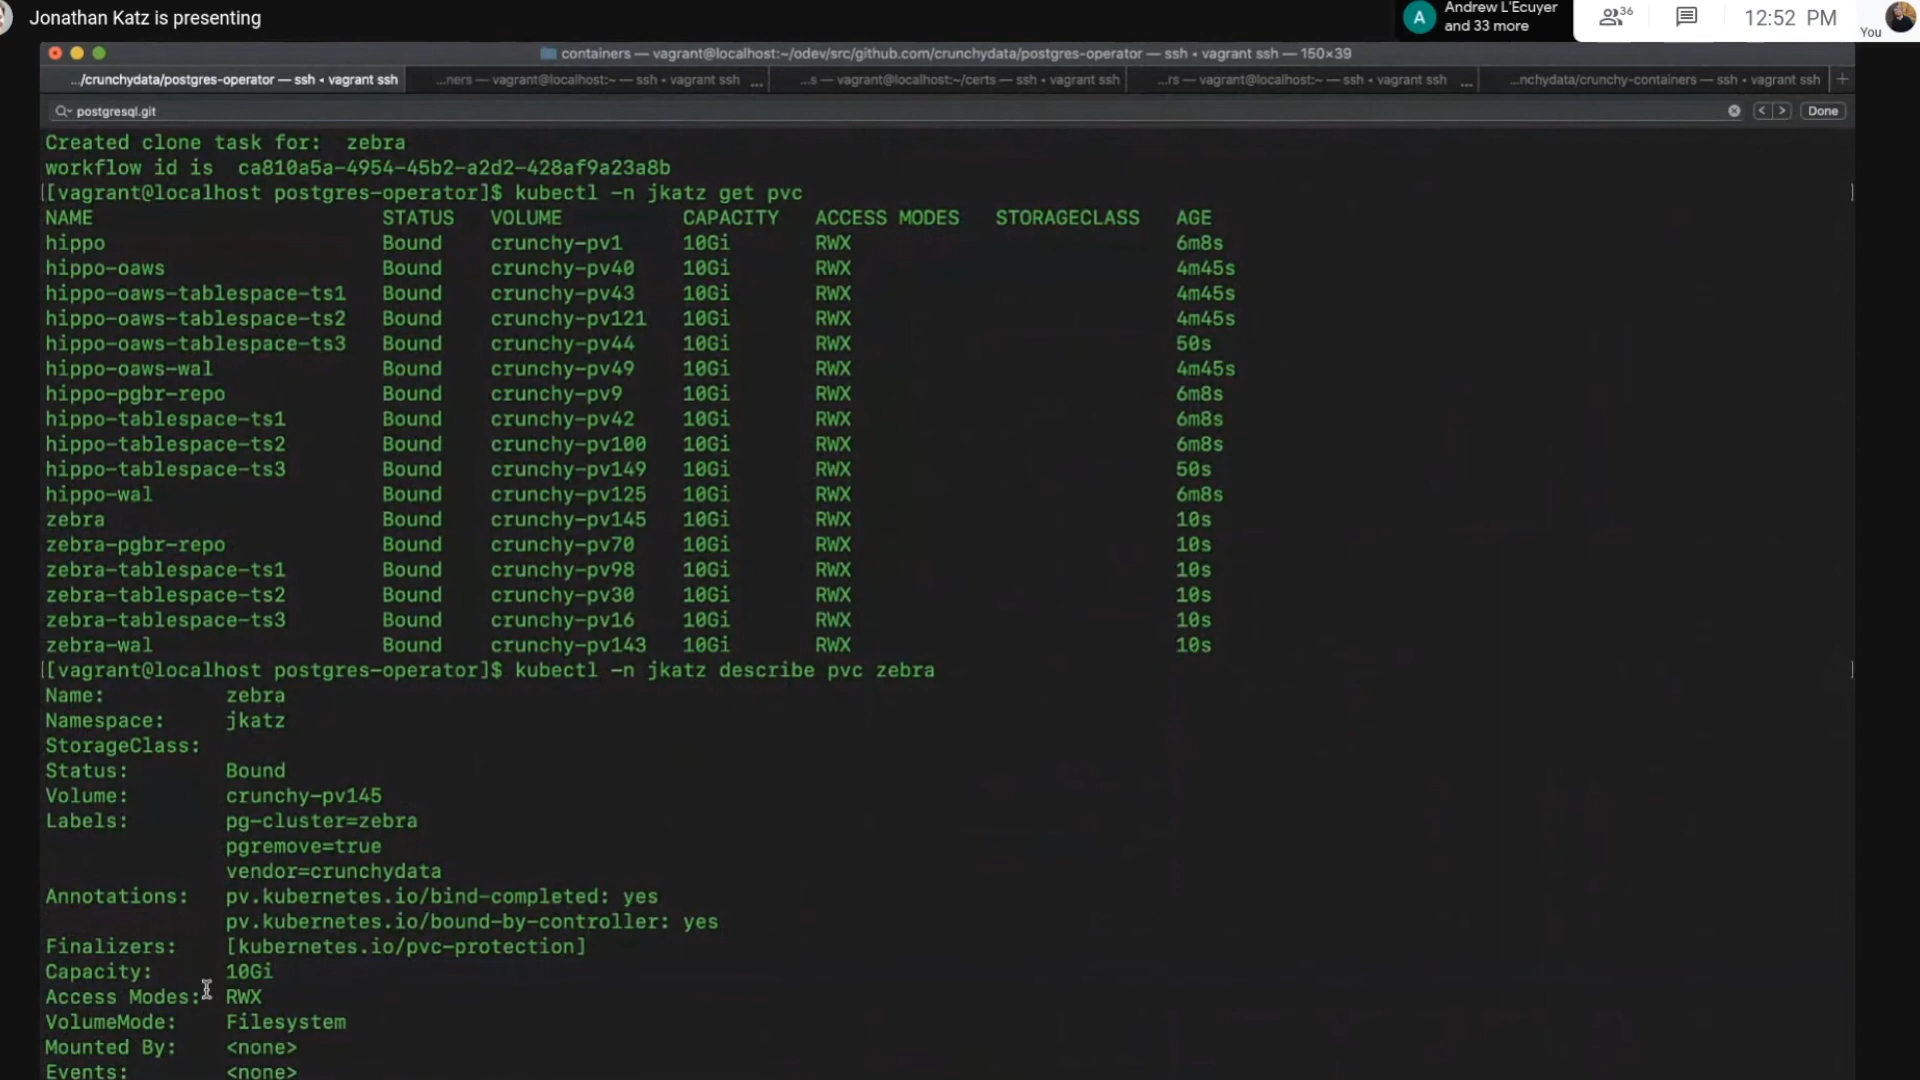 Jonathan Katz is presenting
A
Andrew L'Ecuyer
and 33 more
36
12:52 PM
You
containers — vagrant@localhost:~/odev/src/github.com/crunchydata/postgres-operator — ssh ◂ vagrant ssh — 150×39
.../crunchydata/postgres-operator — ssh ◂ vagrant ssh
...ners — vagrant@localhost:~ — ssh ◂ vagrant ssh ...
...s — vagrant@localhost:~/certs — ssh ◂ vagrant ssh
...rs — vagrant@localhost:~ — ssh ◂ vagrant ssh ...
...nchydata/crunchy-containers — ssh ◂ vagrant ssh
+
postgresql.git
< >
Done
Created clone task for:  zebra
workflow id is  ca810a5a-4954-45b2-a2d2-428af9a23a8b
[[vagrant@localhost postgres-operator]$ kubectl -n jkatz get pvc ]
NAME STATUS VOLUME CAPACITY ACCESS MODES STORAGECLASS AGE
hippo Bound crunchy-pv1 10Gi RWX 6m8s
hippo-oaws Bound crunchy-pv40 10Gi RWX 4m45s
hippo-oaws-tablespace-ts1 Bound crunchy-pv43 10Gi RWX 4m45s
hippo-oaws-tablespace-ts2 Bound crunchy-pv121 10Gi RWX 4m45s
hippo-oaws-tablespace-ts3 Bound crunchy-pv44 10Gi RWX 50s
hippo-oaws-wal Bound crunchy-pv49 10Gi RWX 4m45s
hippo-pgbr-repo Bound crunchy-pv9 10Gi RWX 6m8s
hippo-tablespace-ts1 Bound crunchy-pv42 10Gi RWX 6m8s
hippo-tablespace-ts2 Bound crunchy-pv100 10Gi RWX 6m8s
hippo-tablespace-ts3 Bound crunchy-pv149 10Gi RWX 50s
hippo-wal Bound crunchy-pv125 10Gi RWX 6m8s
zebra Bound crunchy-pv145 10Gi RWX 10s
zebra-pgbr-repo Bound crunchy-pv70 10Gi RWX 10s
zebra-tablespace-ts1 Bound crunchy-pv98 10Gi RWX 10s
zebra-tablespace-ts2 Bound crunchy-pv30 10Gi RWX 10s
zebra-tablespace-ts3 Bound crunchy-pv16 10Gi RWX 10s
zebra-wal Bound crunchy-pv143 10Gi RWX 10s
[[vagrant@localhost postgres-operator]$ kubectl -n jkatz describe pvc zebra ]
Name: zebra
Namespace: jkatz
StorageClass:
Status: Bound
Volume: crunchy-pv145
Labels: pg-cluster=zebra
pgremove=true
vendor=crunchydata
Annotations: pv.kubernetes.io/bind-completed: yes
pv.kubernetes.io/bound-by-controller: yes
Finalizers: [kubernetes.io/pvc-protection]
Capacity: 10Gi
Access Modes: RWX
VolumeMode: Filesystem
Mounted By: <none>
Events: <none>